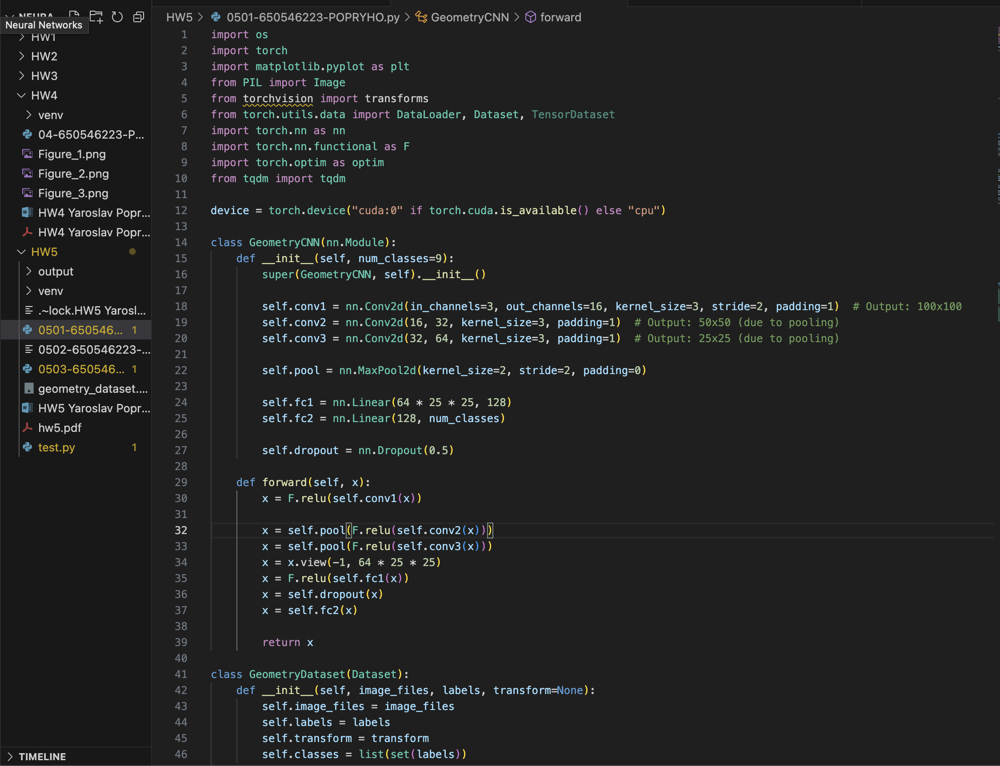 NEURA
Neural Networks
HW1
HW2
HW3
HW4
venv
04-650546223-P...
Figure_1.png
Figure_2.png
Figure_3.png
HW4 Yaroslav Popr...
HW4 Yaroslav Popr...
HW5
output
venv
.~lock.HW5 Yarosl...
0501-650546... 1
0502-650546223-...
0503-650546... 1
geometry_dataset....
HW5 Yaroslav Popr...
hw5.pdf
test.py 1
TIMELINE
HW5 > 0501-650546223-POPRYHO.py > GeometryCNN > forward
1 import os
2 import torch
3 import matplotlib.pyplot as plt
4 from PIL import Image
5 from torchvision import transforms
6 from torch.utils.data import DataLoader, Dataset, TensorDataset
7 import torch.nn as nn
8 import torch.nn.functional as F
9 import torch.optim as optim
10 from tqdm import tqdm
11
12 device = torch.device("cuda:0" if torch.cuda.is_available() else "cpu")
13
14 class GeometryCNN(nn.Module):
15     def __init__(self, num_classes=9):
16         super(GeometryCNN, self).__init__()
17
18         self.conv1 = nn.Conv2d(in_channels=3, out_channels=16, kernel_size=3, stride=2, padding=1)  # Output: 100x100
19         self.conv2 = nn.Conv2d(16, 32, kernel_size=3, padding=1)  # Output: 50x50 (due to pooling)
20         self.conv3 = nn.Conv2d(32, 64, kernel_size=3, padding=1)  # Output: 25x25 (due to pooling)
21
22         self.pool = nn.MaxPool2d(kernel_size=2, stride=2, padding=0)
23
24         self.fc1 = nn.Linear(64 * 25 * 25, 128)
25         self.fc2 = nn.Linear(128, num_classes)
26
27         self.dropout = nn.Dropout(0.5)
28
29     def forward(self, x):
30         x = F.relu(self.conv1(x))
31
32         x = self.pool(F.relu(self.conv2(x)))
33         x = self.pool(F.relu(self.conv3(x)))
34         x = x.view(-1, 64 * 25 * 25)
35         x = F.relu(self.fc1(x))
36         x = self.dropout(x)
37         x = self.fc2(x)
38
39         return x
40
41 class GeometryDataset(Dataset):
42     def __init__(self, image_files, labels, transform=None):
43         self.image_files = image_files
44         self.labels = labels
45         self.transform = transform
46         self.classes = list(set(labels))